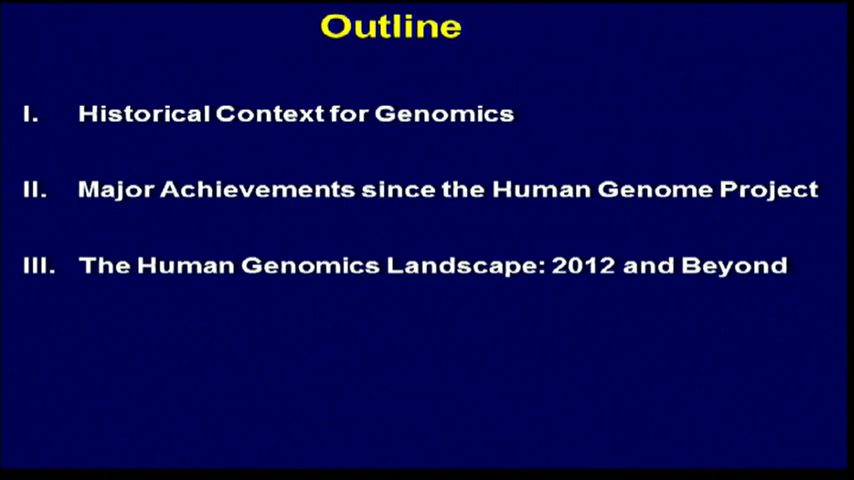 Outline
I. Historical Context for Genomics
II. Major Achievements since the Human Genome Project
III. The Human Genomics Landscape: 2012 and Beyond